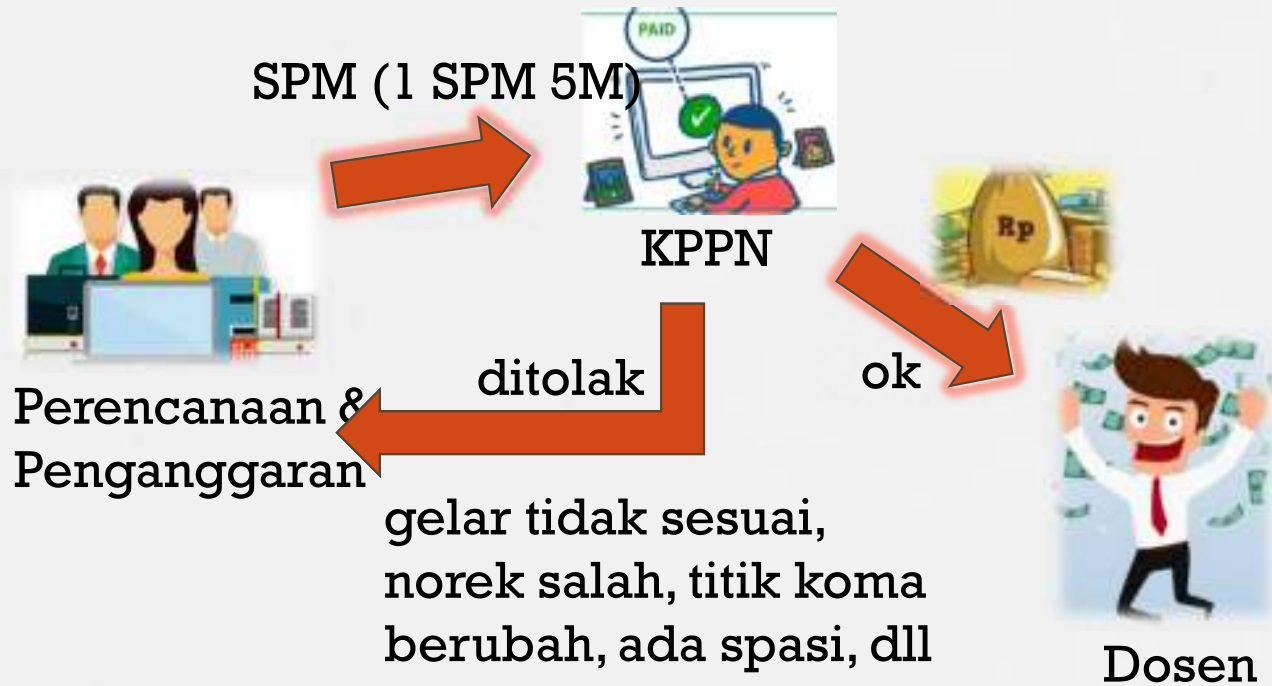 SPM (1 SPM 5M)
PAID
KPPN
Rp
ditolak
ok
Perencanaan &
Penganggaran
gelar tidak sesuai,
norek salah, titik koma
berubah, ada spasi, dll
Dosen